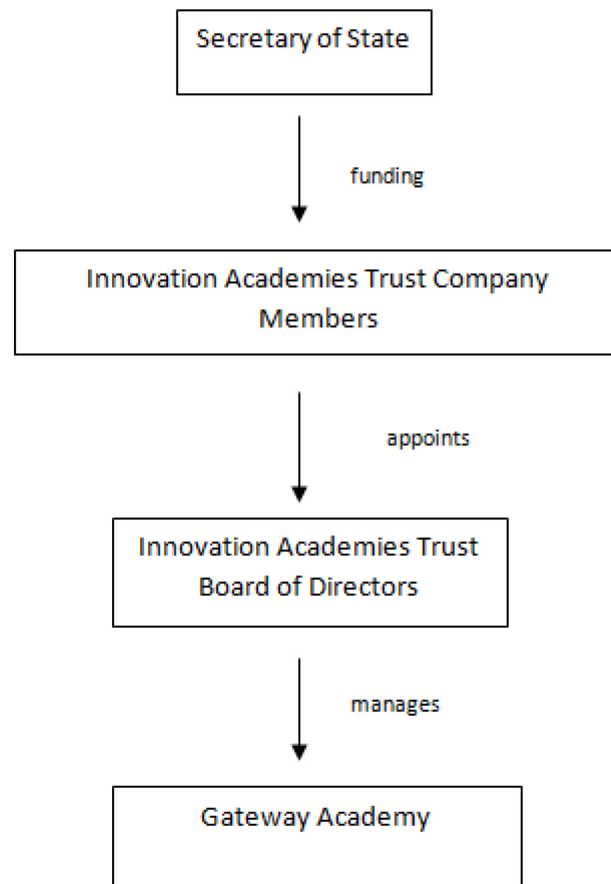 Secretary of State
funding
Innovation Academies Trust Company
Members
appoints
Innovation Academies Trust
Board of Directors
manages
Gateway Academy